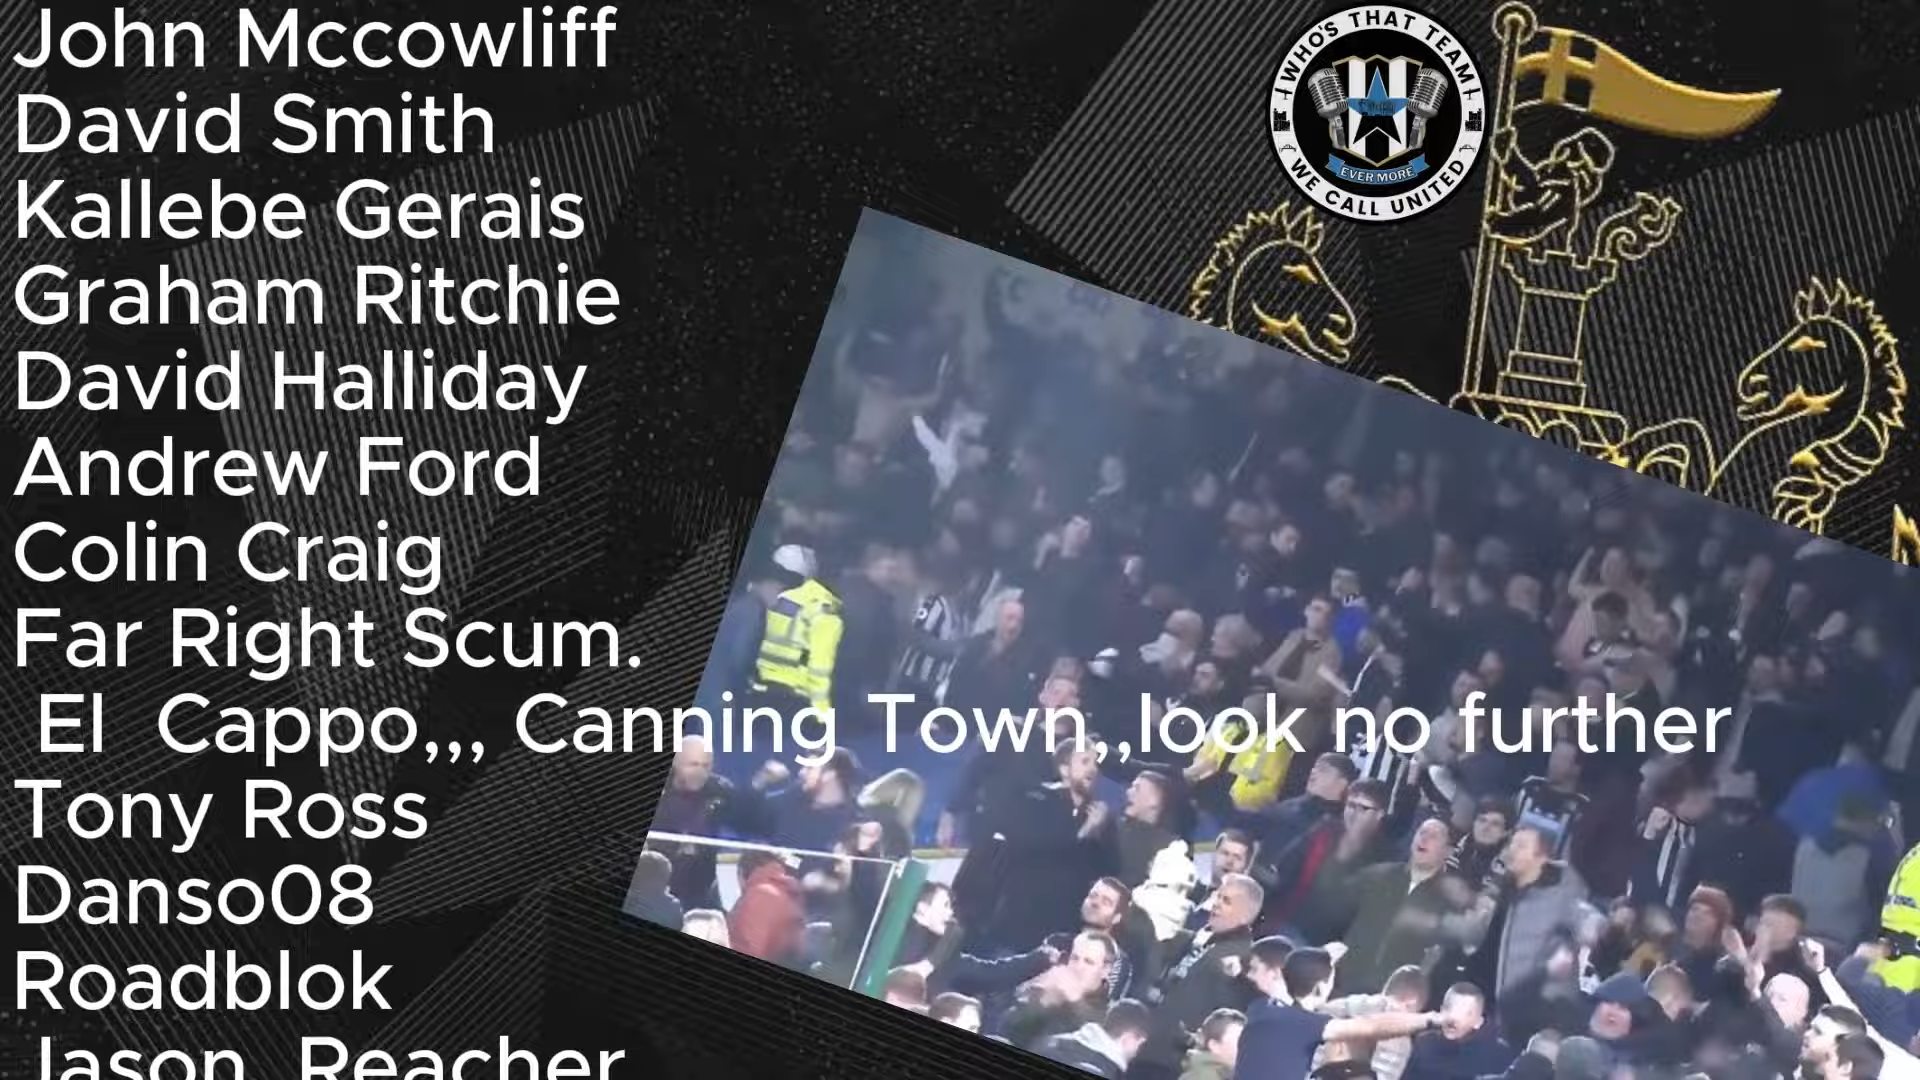 John Mccowliff
David Smith
Kallebe Gerais
Graham Ritchie
David Halliday
Andrew Ford
Colin Craig
Far Right Scum.
El Cappo,,, Canning Town,,look no further
Tony Ross
Danso08
Roadblok
Jason Reacher
WHO'S THAT TEAM
EVER MORE
WE CALL UNITED